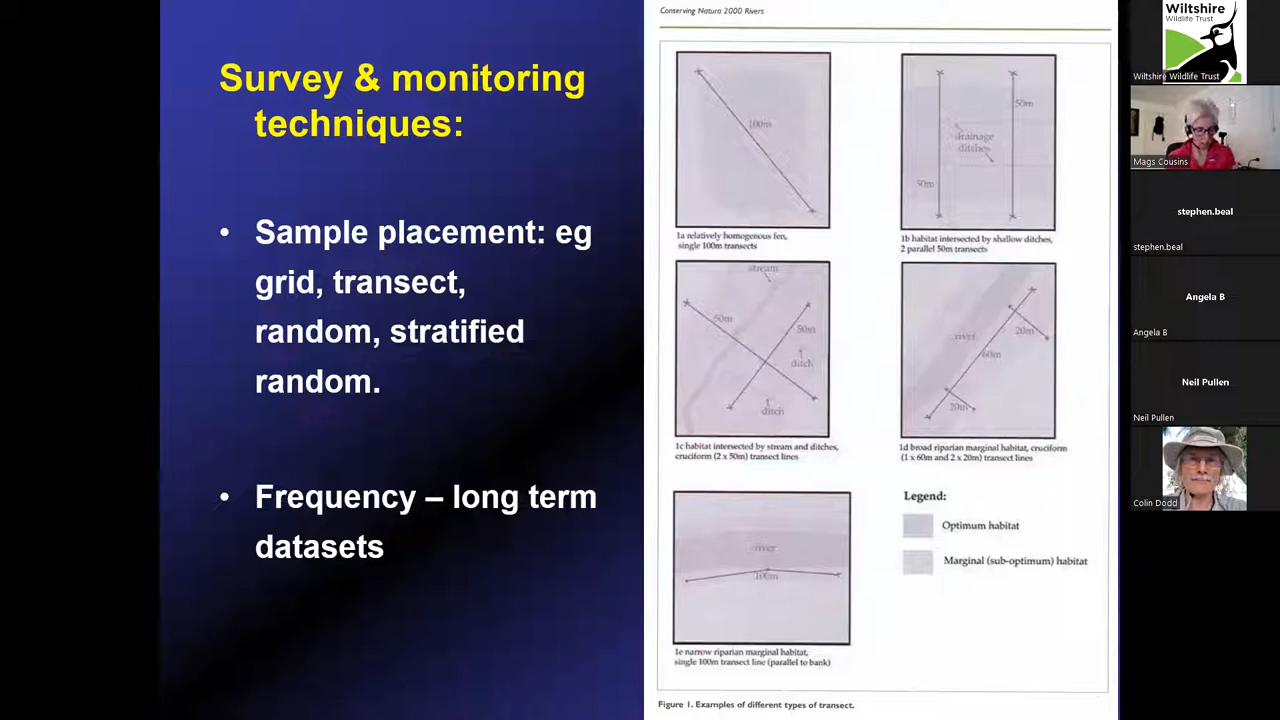 Survey & monitoring
techniques:
• Sample placement: eg
grid, transect,
random, stratified
random.
• Frequency – long term
datasets
Conserving Natura 2000 Rivers
100m
1a relatively homogenous fen,
single 100m transects
50m
drainage
ditches
50m
1b habitat intersected by shallow ditches,
2 parallel 50m transects
stream
50m
50m
ditch
ditch
1c habitat intersected by stream and ditches,
cruciform (2 x 50m) transect lines
river
20m
60m
20m
1d broad riparian marginal habitat, cruciform
(1 x 60m and 2 x 20m) transect lines
river
100m
1e narrow riparian marginal habitat,
single 100m transect line (parallel to bank)
Legend:
Optimum habitat
Marginal (sub-optimum) habitat
Figure 1. Examples of different types of transect.
Wiltshire
Wildlife Trust
Wiltshire Wildlife Trust
Mags Cousins
stephen.beal
stephen.beal
Angela B
Angela B
Neil Pullen
Neil Pullen
Colin Dodd